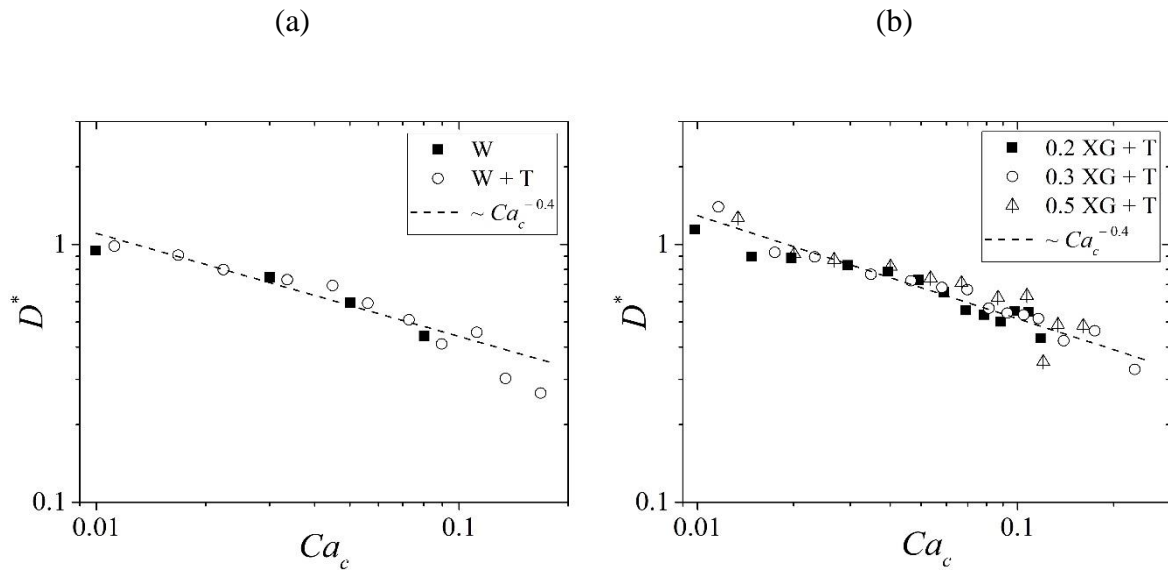 (a)
(b)
W
W + T
~ Ca_c^−0.4
1
0.1
D*
0.01
0.1
Ca_c
0.2 XG + T
0.3 XG + T
0.5 XG + T
~ Ca_c^−0.4
1
0.1
D*
0.01
0.1
Ca_c